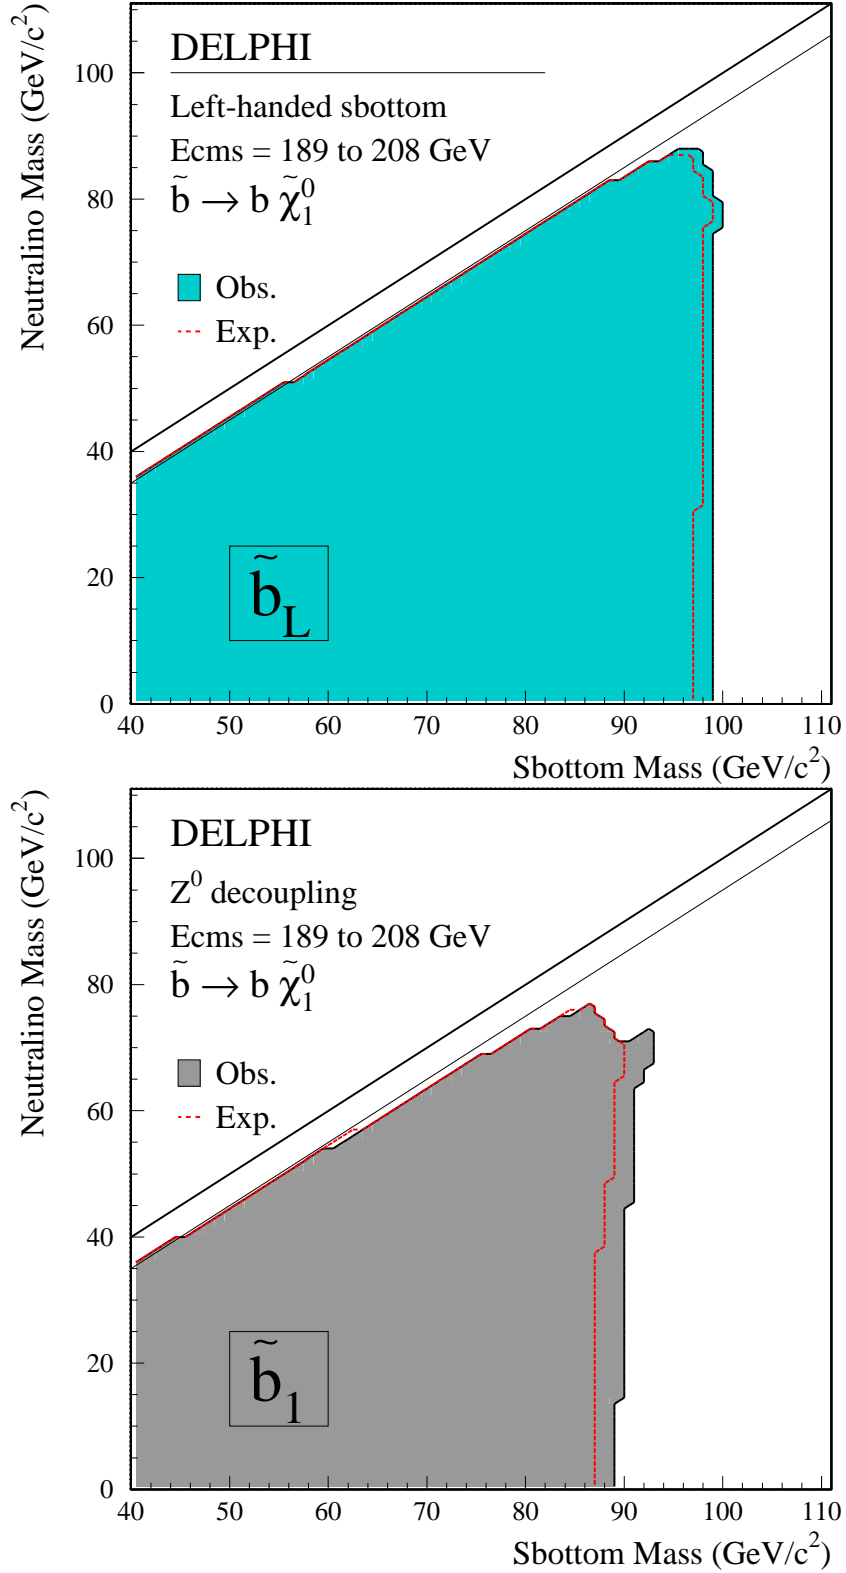 DELPHI
Left-handed sbottom
Ecms = 189 to 208 GeV
b̃ → b χ̃⁰₁
Obs.
Exp.
b̃_L
Neutralino Mass (GeV/c²)
100
80
60
40
20
0
40 50 60 70 80 90 100 110
Sbottom Mass (GeV/c²)
DELPHI
Z⁰ decoupling
Ecms = 189 to 208 GeV
b̃ → b χ̃⁰₁
Obs.
Exp.
b̃₁
Neutralino Mass (GeV/c²)
100
80
60
40
20
0
40 50 60 70 80 90 100 110
Sbottom Mass (GeV/c²)